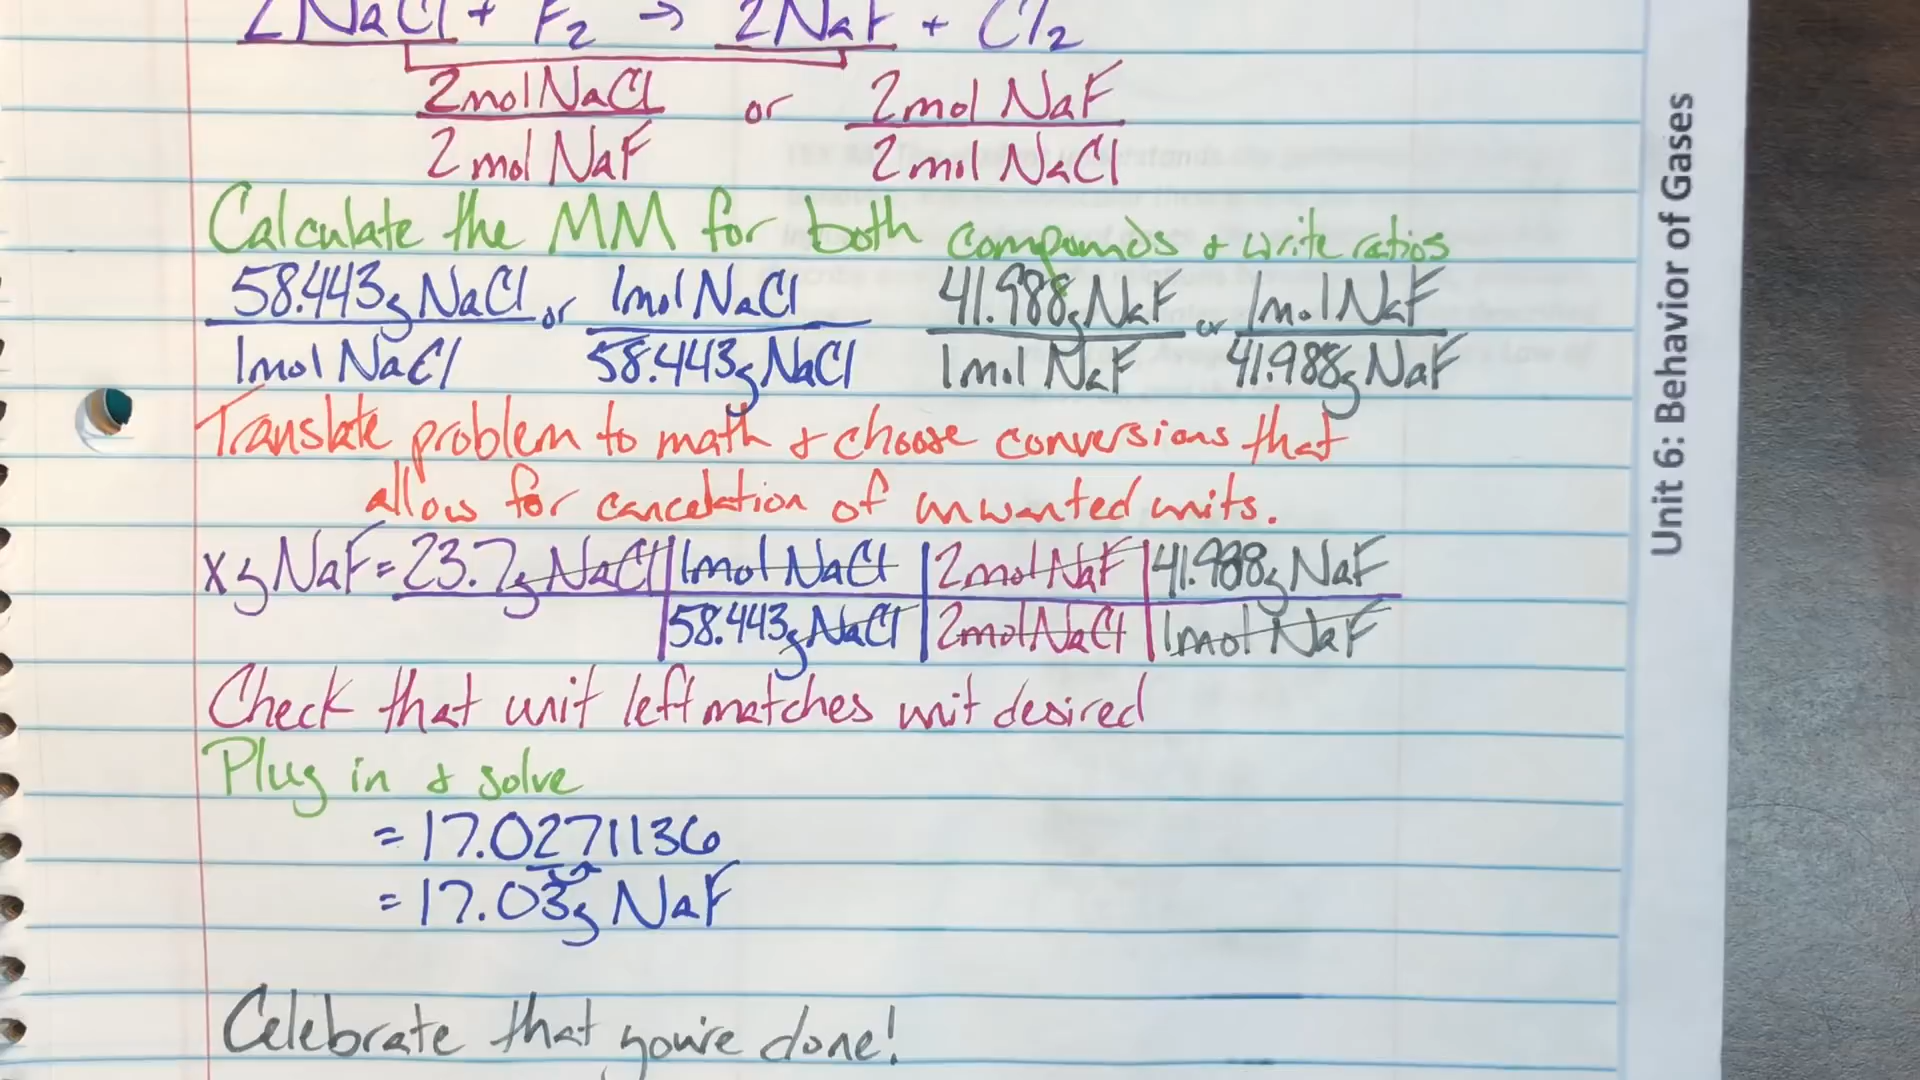 2NaCl + F2 → 2NaF + Cl2
2mol NaCl or 2mol NaF
2mol NaF 2mol NaCl
Calculate the MM for both compounds & write ratios
58.443g NaCl or 1mol NaCl 41.988g NaF or 1mol NaF
1mol NaCl 58.443g NaCl 1mol NaF 41.988g NaF
Translate problem to math & choose conversions that
allow for cancelation of unwanted units.
x g NaF = 23.7g NaCl | 1mol NaCl | 2mol NaF | 41.988g NaF
58.443g NaCl | 2mol NaCl | 1mol NaF
Check that unit left matches unit desired
Plug in & solve
= 17.0271136
= 17.03g NaF
Celebrate that you're done!
Unit 6: Behavior of Gases